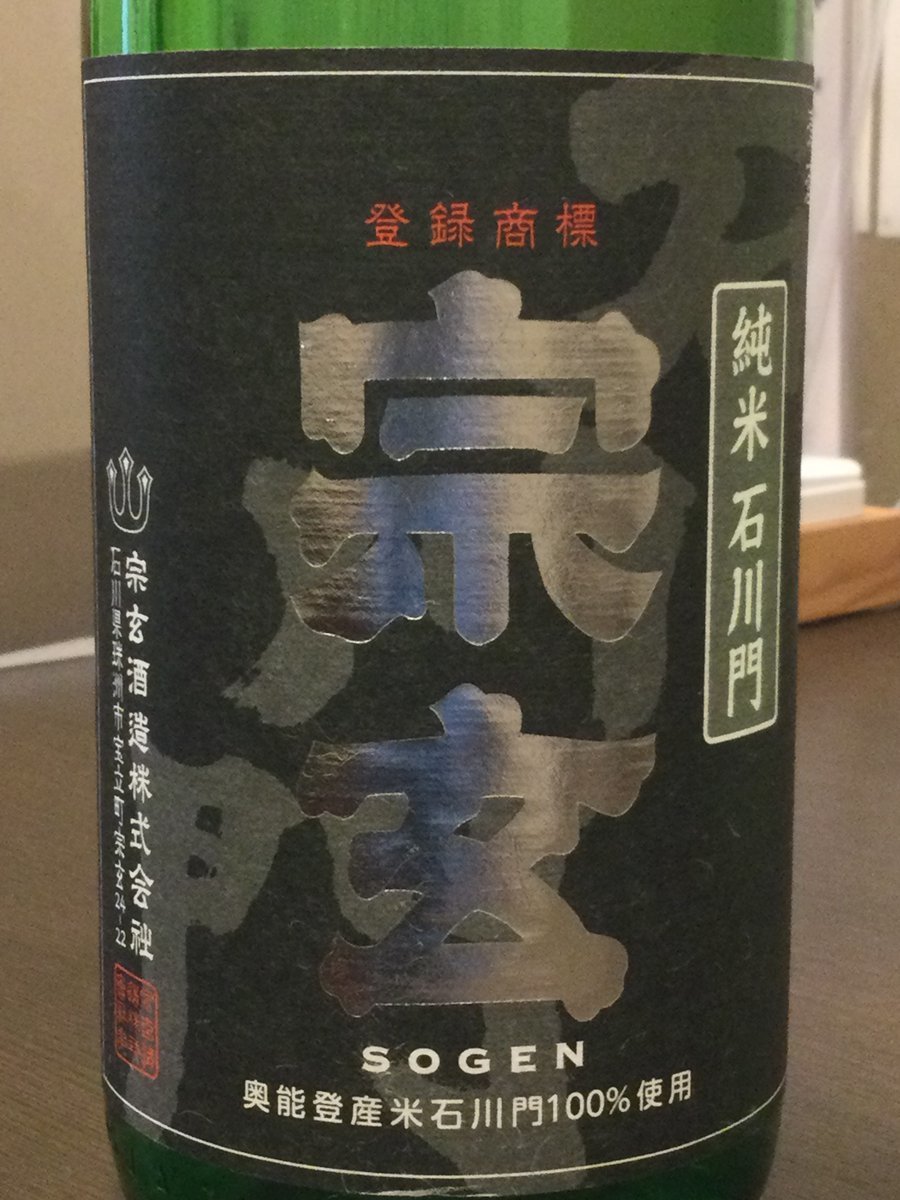 登録商標
宗玄
純米 石川門
宗玄酒造株式会社
石川県珠洲市宝立町宗玄24-22
SOGEN
奥能登産米石川門100%使用